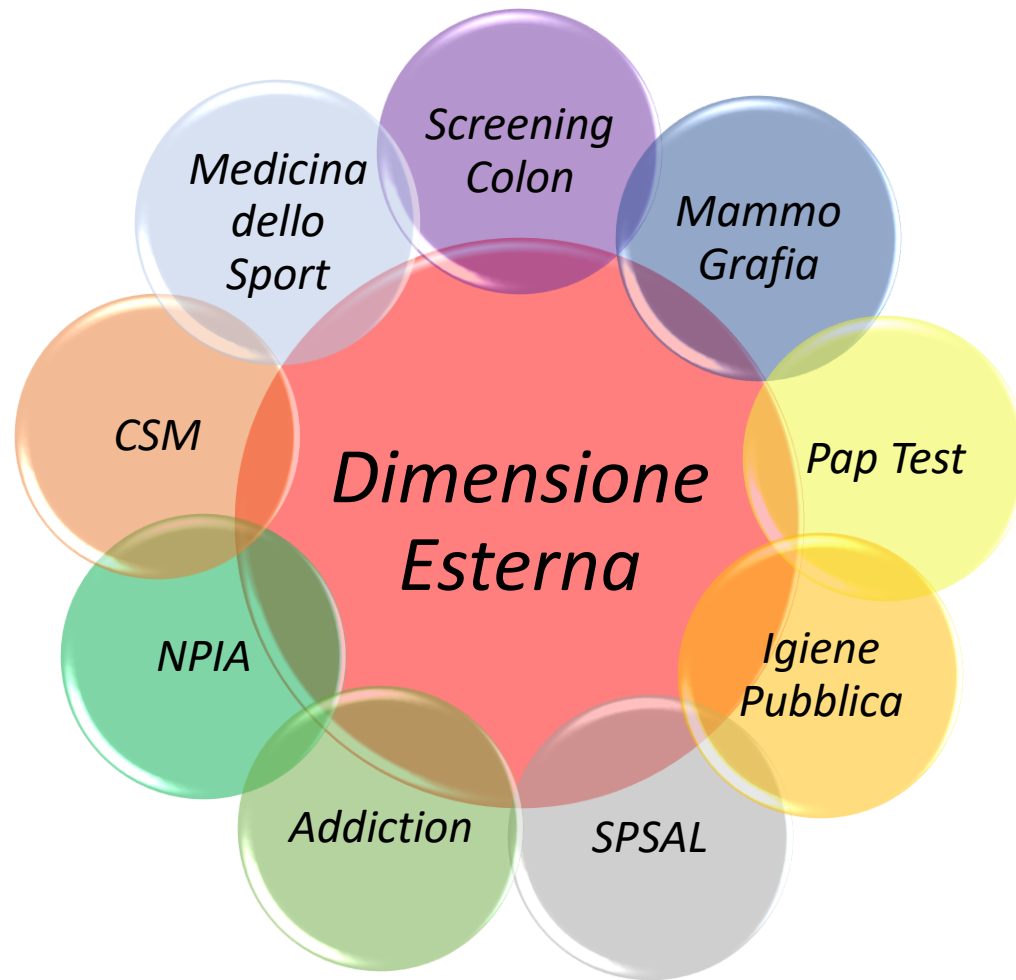 Screening
Colon
Mammo
Grafia
Pap Test
Igiene
Pubblica
SPSAL
Addiction
NPIA
CSM
Medicina
dello
Sport
Dimensione
Esterna